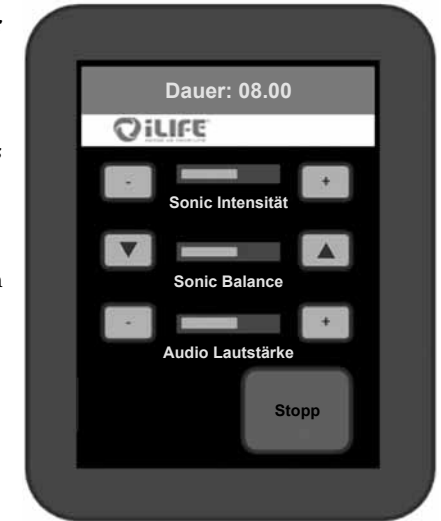 Dauer: 08.00
iLIFE
- +
Sonic Intensität
▼ ▲
Sonic Balance
- +
Audio Lautstärke
Stopp